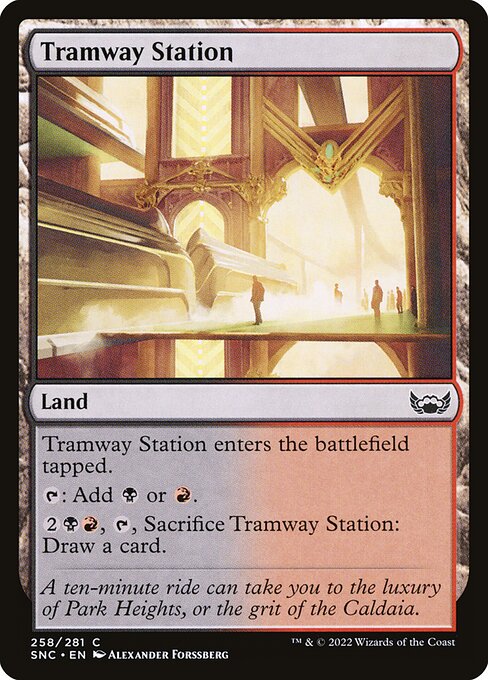 Tramway Station
Land
Tramway Station enters the battlefield
tapped.
: Add or .
2 , , Sacrifice Tramway Station:
Draw a card.
A ten-minute ride can take you to the luxury
of Park Heights, or the grit of the Caldaia.
258/281 C
SNC • EN Alexander Forssberg
™ & © 2022 Wizards of the Coast